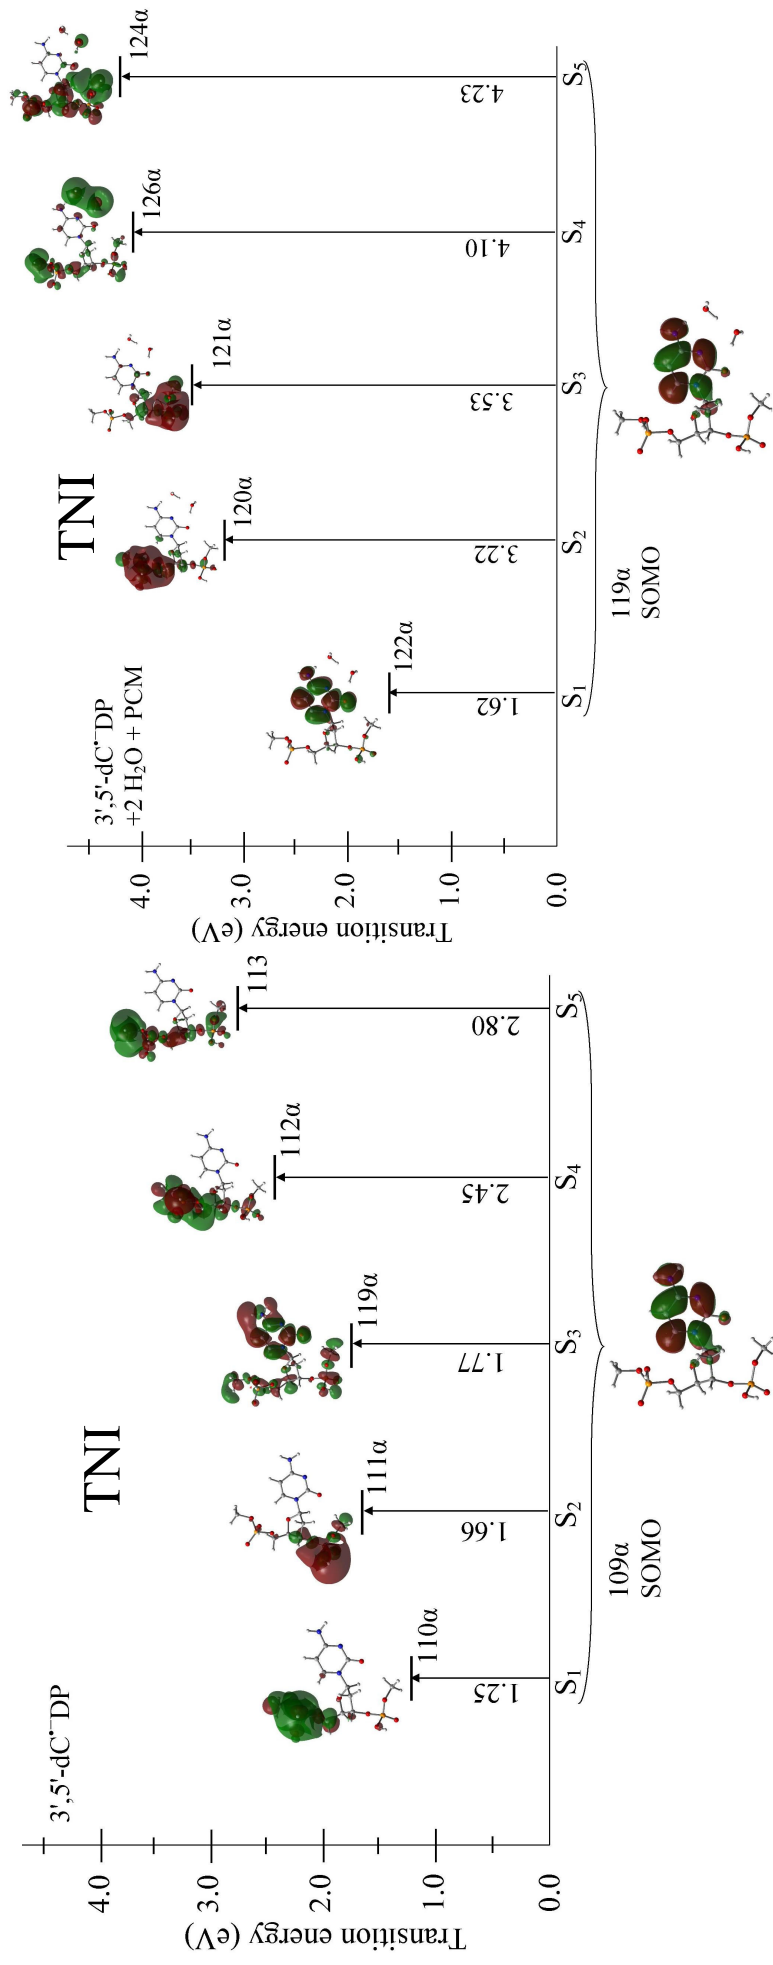 3',5'-dC•−DP
TNI
Transition energy (eV)
4.0
3.0
2.0
1.0
0.0
110α
111α
119α
112α
113
1.25
1.66
1.77
2.45
2.80
S1
S2
S3
S4
S5
109α
SOMO
3',5'-dC•−DP
+2 H2O + PCM
TNI
Transition energy (eV)
4.0
3.0
2.0
1.0
0.0
122α
120α
121α
126α
124α
1.62
3.22
3.53
4.10
4.23
S1
S2
S3
S4
S5
119α
SOMO